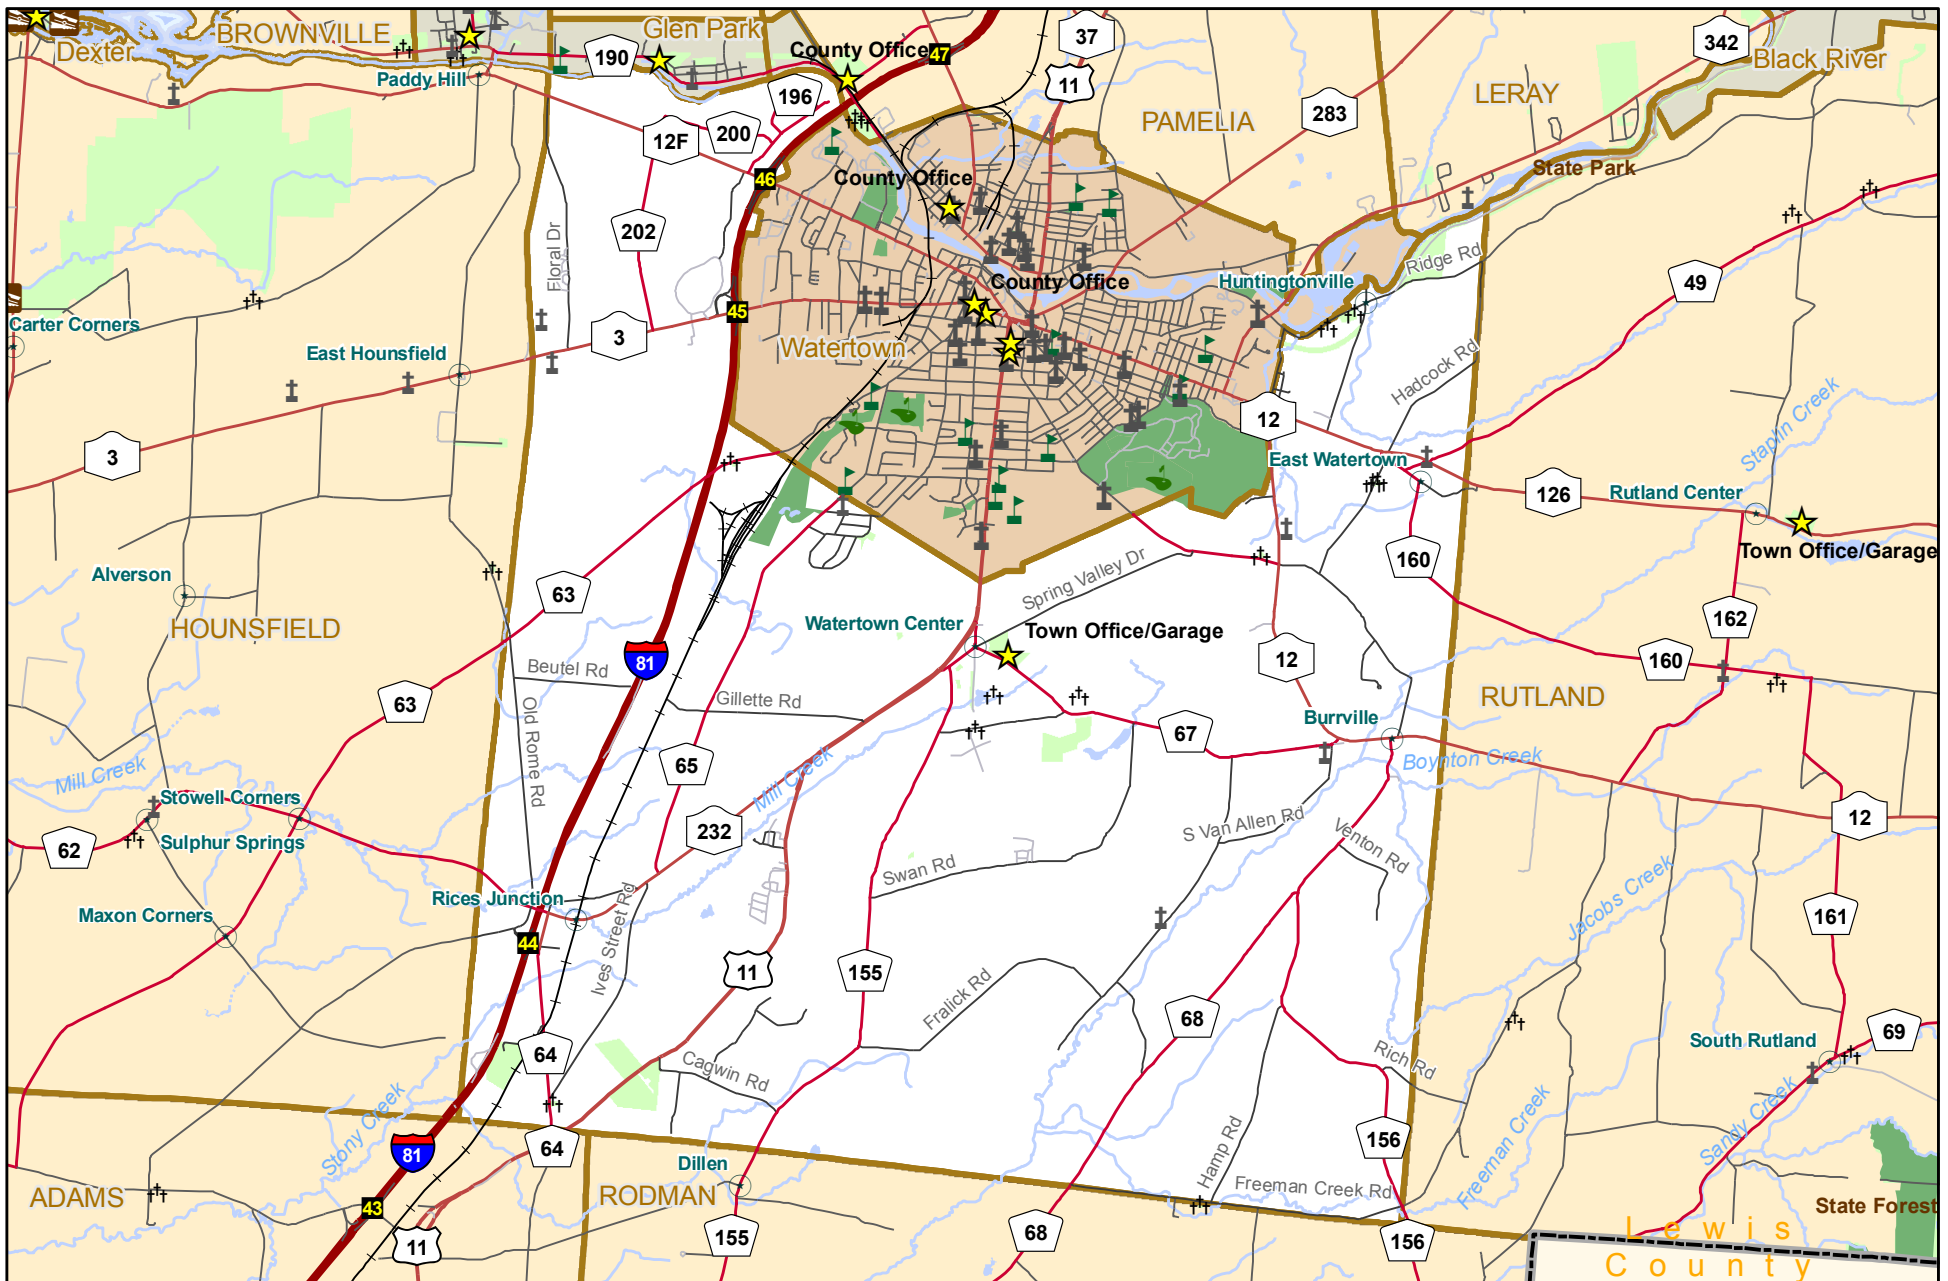 BROWNVILLE
Glen Park
Dexter
190
County Office
47
37
342
Black River
Paddy Hill
11
196
LERAY
283
PAMELIA
200
12F
State Park
46
County Office
202
Floral Dr
Ridge Rd
49
Huntingtonville
County Office
45
Carter Corners
3
East Hounsfield
Watertown
Hadcock Rd
12
Staplin Creek
3
East Watertown
126
Rutland Center
Town Office/Garage
160
Alverson
63
Spring Valley Dr
162
HOUNSFIELD
Watertown Center
Town Office/Garage
81
12
160
Beutel Rd
Gillette Rd
RUTLAND
63
Old Rome Rd
67
Burrville
65
Boynton Creek
Mill Creek
Mill Creek
Stowell Corners
232
S Van Allen Rd
12
62
Sulphur Springs
Venton Rd
Swan Rd
Jacobs Creek
Rices Junction
Maxon Corners
161
44
Ives Street Rd
11
155
Fralick Rd
68
69
South Rutland
64
Rich Rd
Cagwin Rd
Stony Creek
Freeman Creek
Sandy Creek
81
64
156
Hamp Rd
Dillen
ADAMS
RODMAN
Freeman Creek Rd
43
State Forest
155
68
156
11
Lewis
County